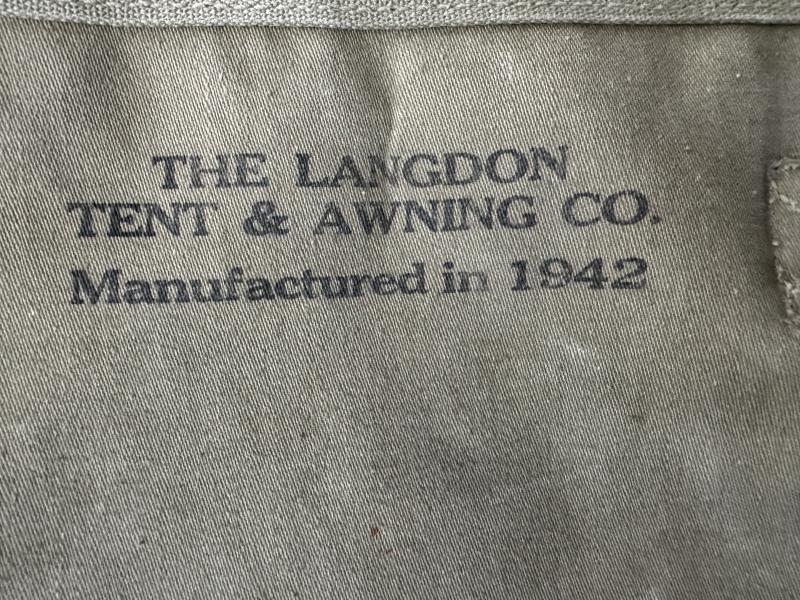 THE LANGDON
TENT & AWNING CO.
Manufactured in 1942